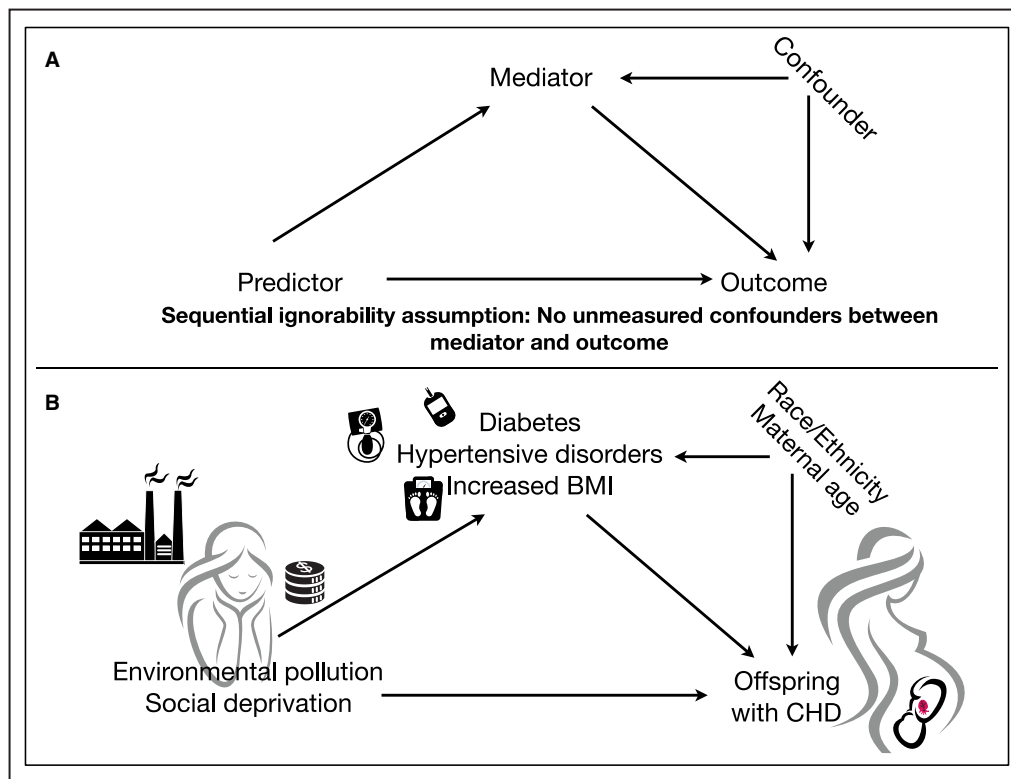 A
Mediator
Confounder
Predictor
Outcome
Sequential ignorability assumption: No unmeasured confounders between
mediator and outcome
B
Diabetes
Hypertensive disorders
Increased BMI
Race/Ethnicity
Maternal age
$
Environmental pollution
Social deprivation
Offspring
with CHD